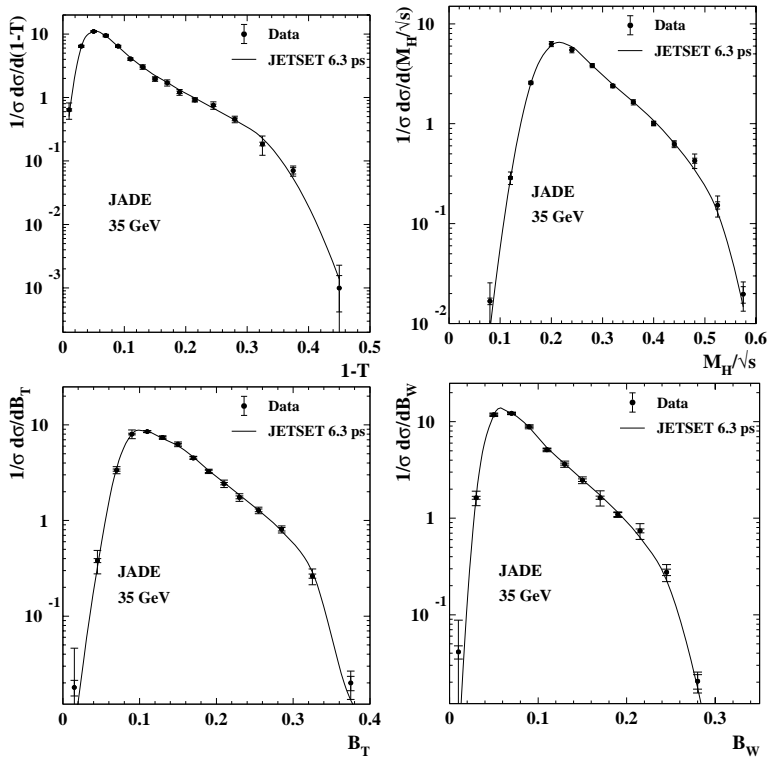 1/σ dσ/d(1-T)
10
1
10⁻¹
10⁻²
10⁻³
Data
JETSET 6.3 ps
JADE
35 GeV
0 0.1 0.2 0.3 0.4 0.5
1-T
1/σ dσ/d(M_H/√s)
10
1
10⁻¹
10⁻²
Data
JETSET 6.3 ps
JADE
35 GeV
0 0.1 0.2 0.3 0.4 0.5 0.6
M_H/√s
1/σ dσ/dB_T
10
1
10⁻¹
Data
JETSET 6.3 ps
JADE
35 GeV
0 0.1 0.2 0.3 0.4
B_T
1/σ dσ/dB_W
10
1
10⁻¹
Data
JETSET 6.3 ps
JADE
35 GeV
0 0.1 0.2 0.3
B_W